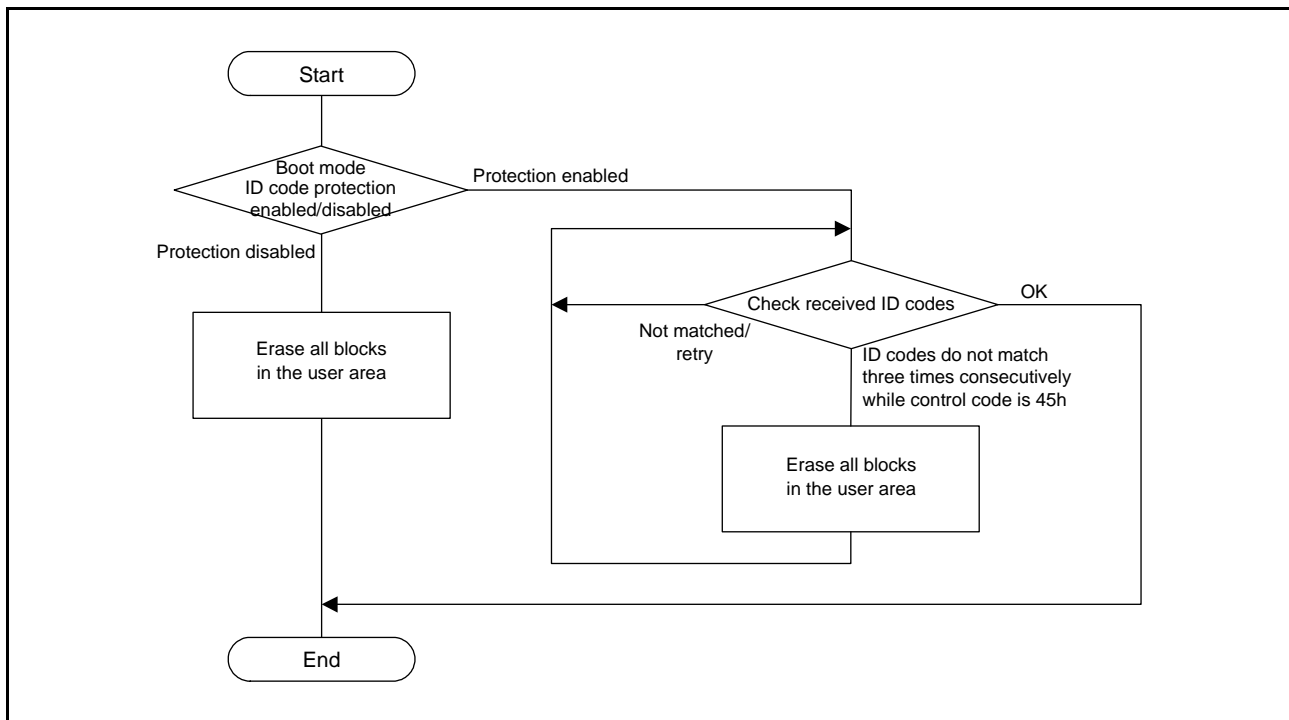 Start
Boot mode
ID code protection
enabled/disabled
Protection enabled
Protection disabled
Erase all blocks
in the user area
Check received ID codes
OK
Not matched/
retry
ID codes do not match
three times consecutively
while control code is 45h
Erase all blocks
in the user area
End